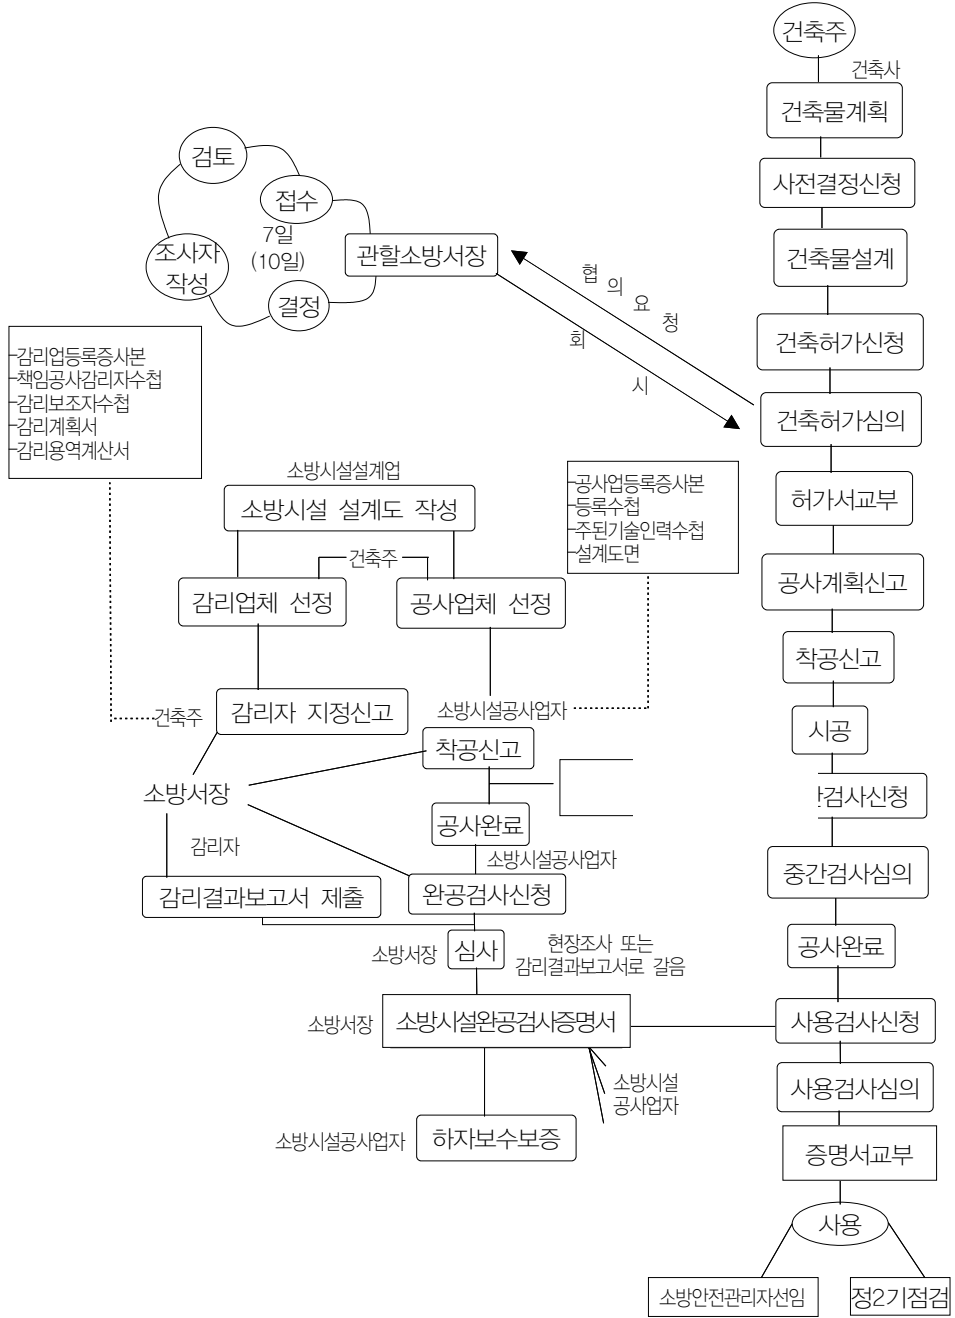 건축주
건축사
건축물계획
사전결정신청
건축물설계
건축허가신청
건축허가심의
허가서교부
공사계획신고
착공신고
시공
검사신청
중간검사심의
공사완료
사용검사신청
사용검사심의
증명서교부
사용
소방안전관리자선임
정2기점검
검토
접수
7일
(10일)
조사자
작성
결정
관할소방서장
협의요청
회시
-감리업등록증사본
-책임공사감리자수첩
-감리보조자수첩
-감리계획서
-감리용역계산서
소방시설설계업
소방시설 설계도 작성
건축주
감리업체 선정
공사업체 선정
-공사업등록증사본
-등록수첩
-주된기술인력수첩
-설계도면
건축주
감리자 지정신고
소방시설공사업자
착공신고
소방서장
공사완료
감리자
소방시설공사업자
감리결과보고서 제출
완공검사신청
소방서장
심사
현장조사 또는
감리결과보고서로 갈음
소방서장
소방시설완공검사증명서
소방시설
공사업자
소방시설공사업자
하자보수보증